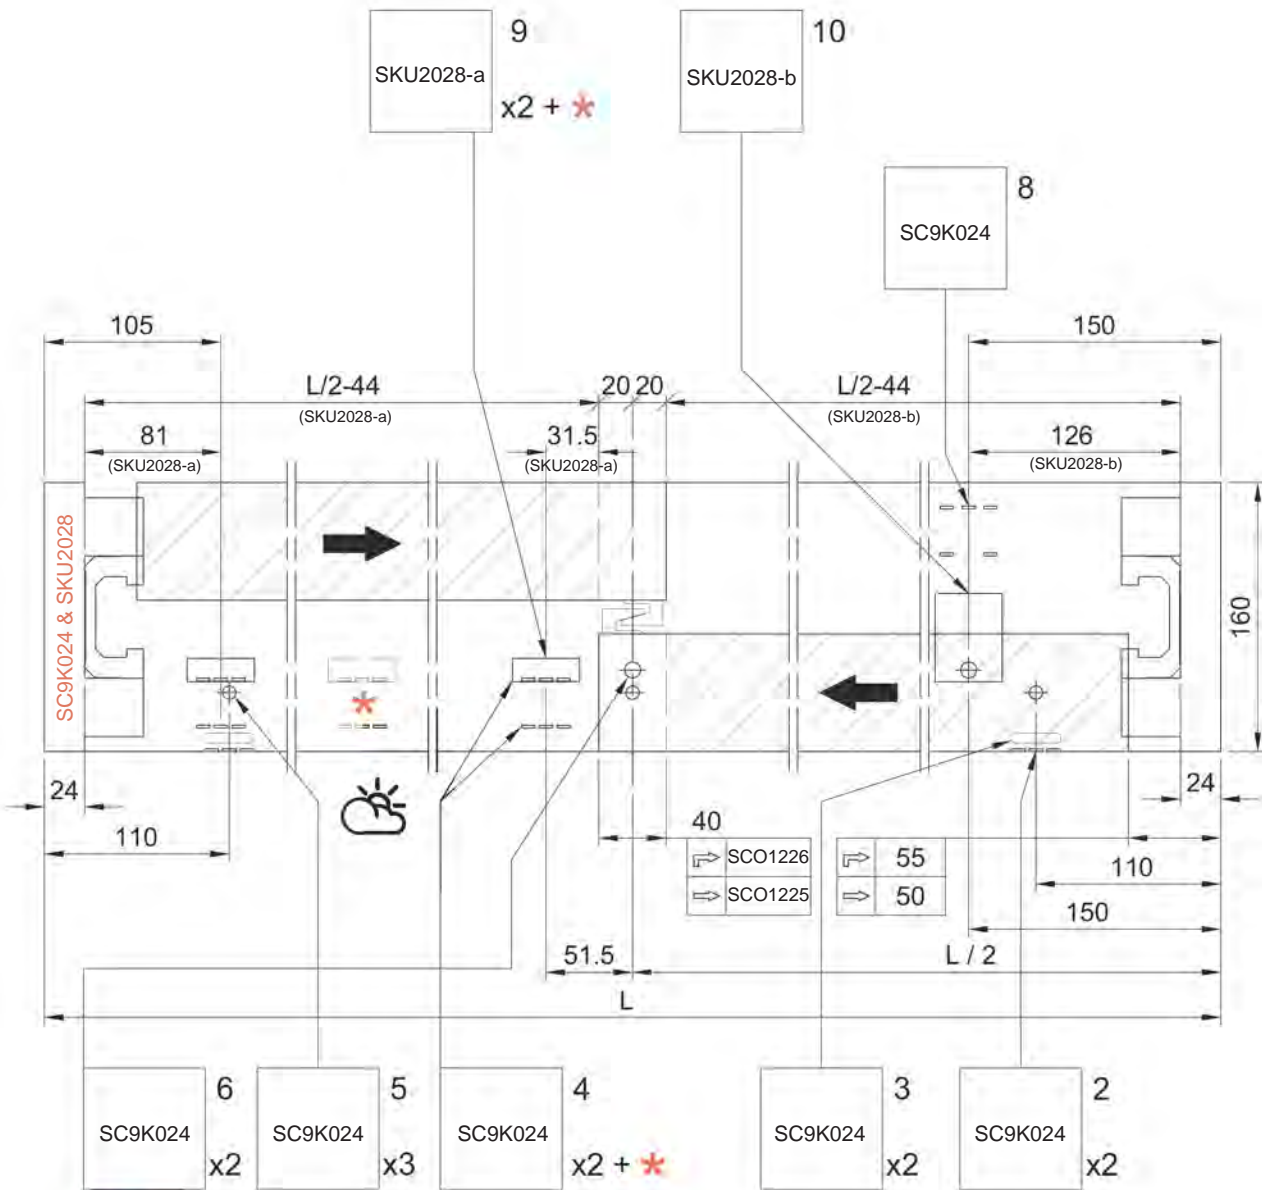 9
SKU2028-a
x2 + *
10
SKU2028-b
8
SC9K024
105
150
L/2-44
(SKU2028-a)
20 20
L/2-44
(SKU2028-b)
81
(SKU2028-a)
31.5
(SKU2028-a)
126
(SKU2028-b)
SC9K024 & SKU2028
160
*
24
24
110
40
SCO1226
SCO1225
55
50
110
150
51.5
L / 2
L
6
SC9K024
x2
5
SC9K024
x3
4
SC9K024
x2 + *
3
SC9K024
x2
2
SC9K024
x2